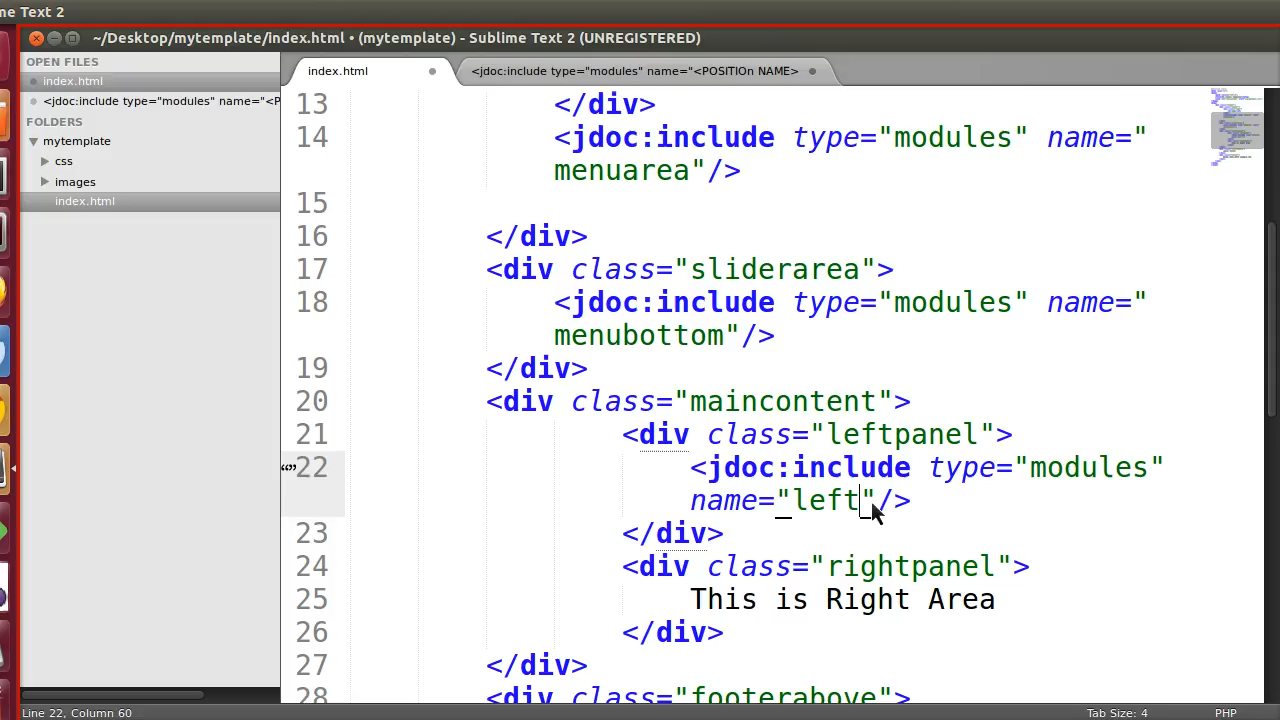 me Text 2
~/Desktop/mytemplate/index.html • (mytemplate) - Sublime Text 2 (UNREGISTERED)
OPEN FILES
index.html
<jdoc:include type="modules" name="<P
FOLDERS
mytemplate
css
images
index.html
index.html
<jdoc:include type="modules" name="<POSITIOn NAME>
13 </div>
14 <jdoc:include type="modules" name="
menuarea"/>
15
16 </div>
17 <div class="sliderarea">
18 <jdoc:include type="modules" name="
menubottom"/>
19 </div>
20 <div class="maincontent">
21 <div class="leftpanel">
“”22 <jdoc:include type="modules"
name="left"/>
23 </div>
24 <div class="rightpanel">
25 This is Right Area
26 </div>
27 </div>
28 <div class="footerabove">
Line 22, Column 60
Tab Size: 4
PHP